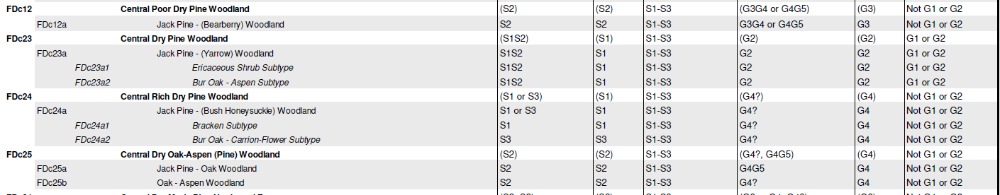 FDc12 Central Poor Dry Pine Woodland (S2) (S2) S1-S3 (G3G4 or G4G5) (G3) Not G1 or G2
FDc12a Jack Pine - (Bearberry) Woodland S2 S2 S1-S3 G3G4 or G4G5 G3 Not G1 or G2
FDc23 Central Dry Pine Woodland (S1S2) (S1) S1-S3 (G2) (G2) G1 or G2
FDc23a Jack Pine - (Yarrow) Woodland S1S2 S1 S1-S3 G2 G2 G1 or G2
FDc23a1 Ericaceous Shrub Subtype S1S2 S1 S1-S3 G2 G2 G1 or G2
FDc23a2 Bur Oak - Aspen Subtype S1S2 S1 S1-S3 G2 G2 G1 or G2
FDc24 Central Rich Dry Pine Woodland (S1 or S3) (S1) S1-S3 (G4?) (G4) Not G1 or G2
FDc24a Jack Pine - (Bush Honeysuckle) Woodland S1 or S3 S1 S1-S3 G4? G4 Not G1 or G2
FDc24a1 Bracken Subtype S1 S1 S1-S3 G4? G4 Not G1 or G2
FDc24a2 Bur Oak - Carrion-Flower Subtype S3 S3 S1-S3 G4? G4 Not G1 or G2
FDc25 Central Dry Oak-Aspen (Pine) Woodland (S2) (S2) S1-S3 (G4?, G4G5) (G4) Not G1 or G2
FDc25a Jack Pine - Oak Woodland S2 S2 S1-S3 G4G5 G4 Not G1 or G2
FDc25b Oak - Aspen Woodland S2 S2 S1-S3 G4? G4 Not G1 or G2